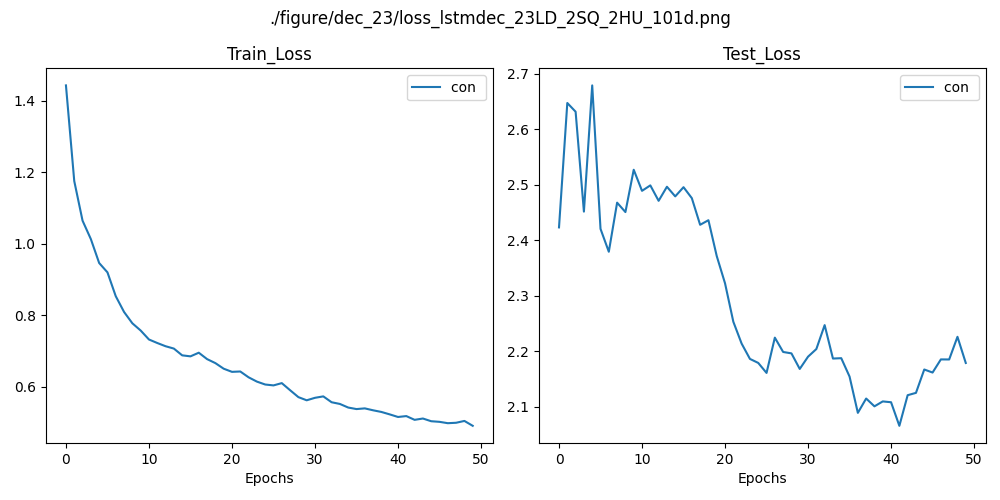 ./figure/dec_23/loss_lstmdec_23LD_2SQ_2HU_101d.png
Train_Loss
con
1.4
1.2
1.0
0.8
0.6
0 10 20 30 40 50
Epochs
Test_Loss
con
2.7
2.6
2.5
2.4
2.3
2.2
2.1
0 10 20 30 40 50
Epochs